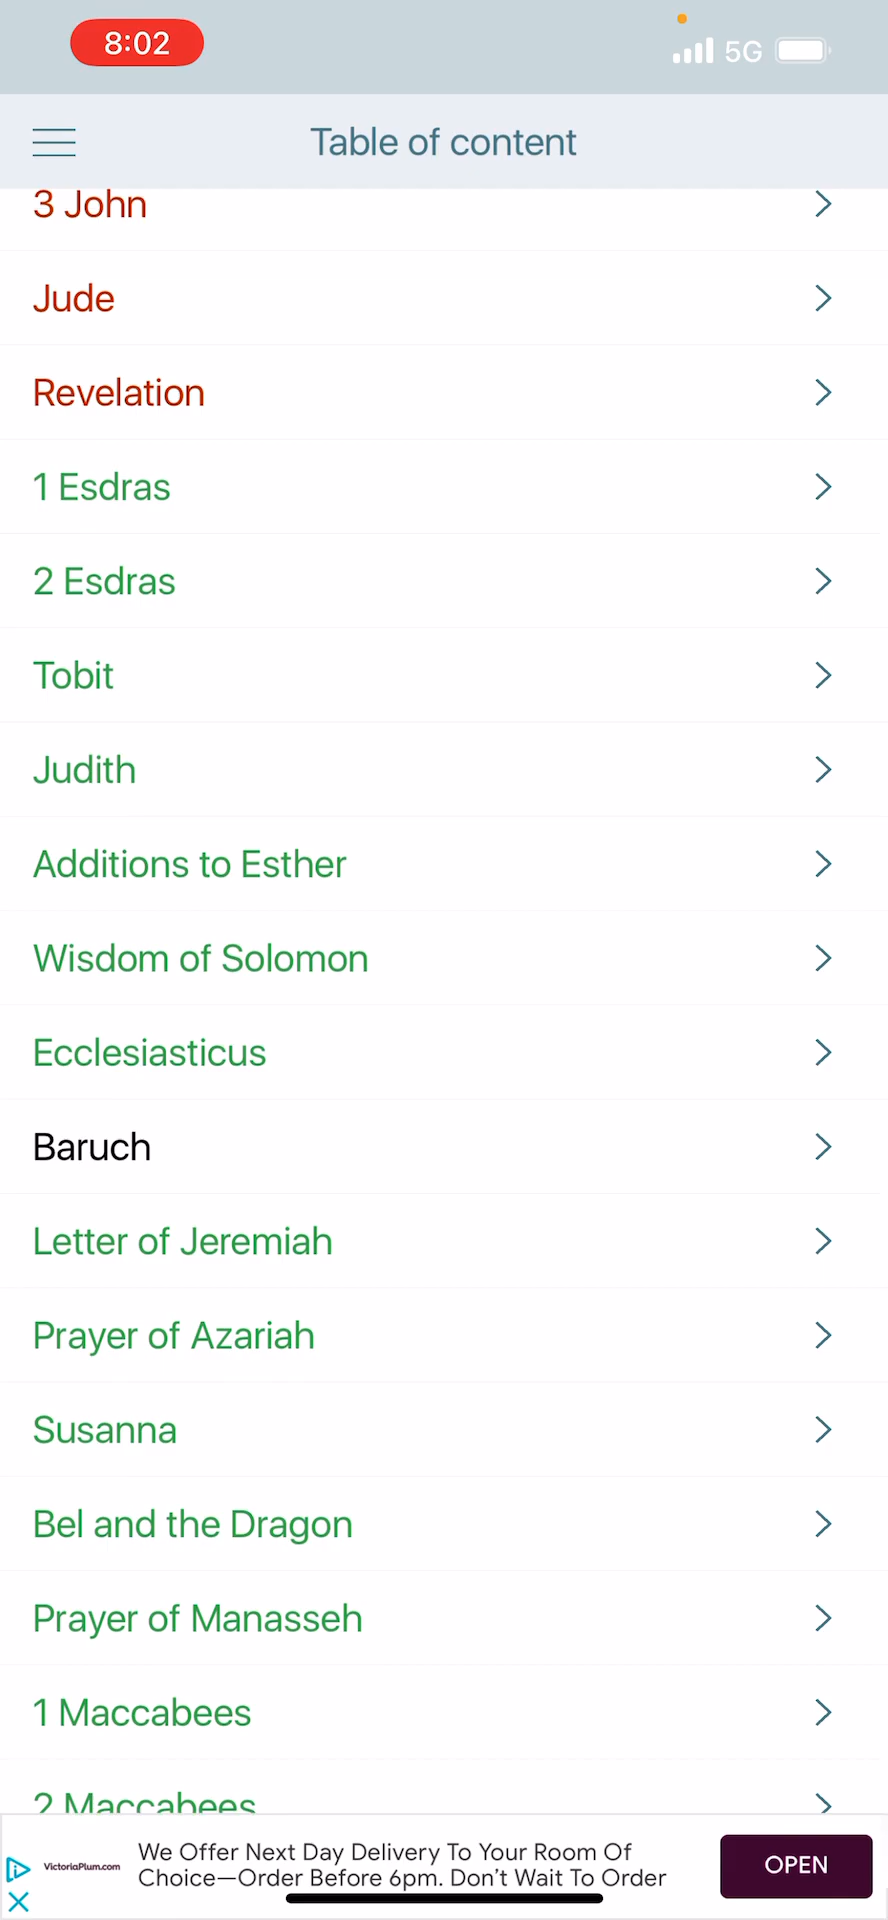 8:02
5G
Table of content
3 John
Jude
Revelation
1 Esdras
2 Esdras
Tobit
Judith
Additions to Esther
Wisdom of Solomon
Ecclesiasticus
Baruch
Letter of Jeremiah
Prayer of Azariah
Susanna
Bel and the Dragon
Prayer of Manasseh
1 Maccabees
2 Maccabees
VictoriaPlum.com
We Offer Next Day Delivery To Your Room Of
Choice—Order Before 6pm. Don't Wait To Order
OPEN